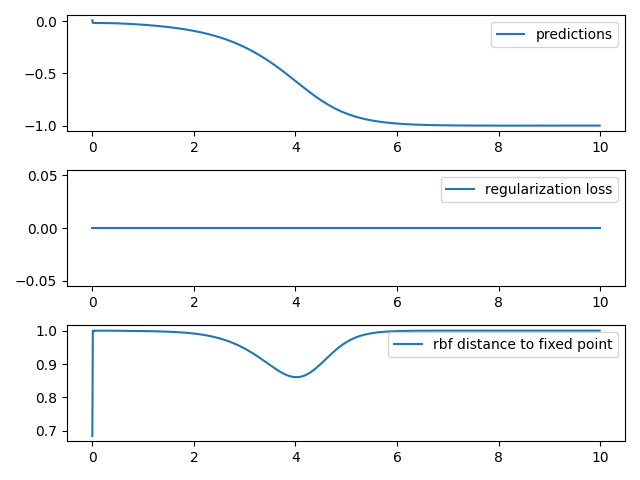 0.0
−0.5
−1.0
predictions
0 2 4 6 8 10
0.05
0.00
−0.05
regularization loss
0 2 4 6 8 10
1.0
0.9
0.8
0.7
rbf distance to fixed point
0 2 4 6 8 10